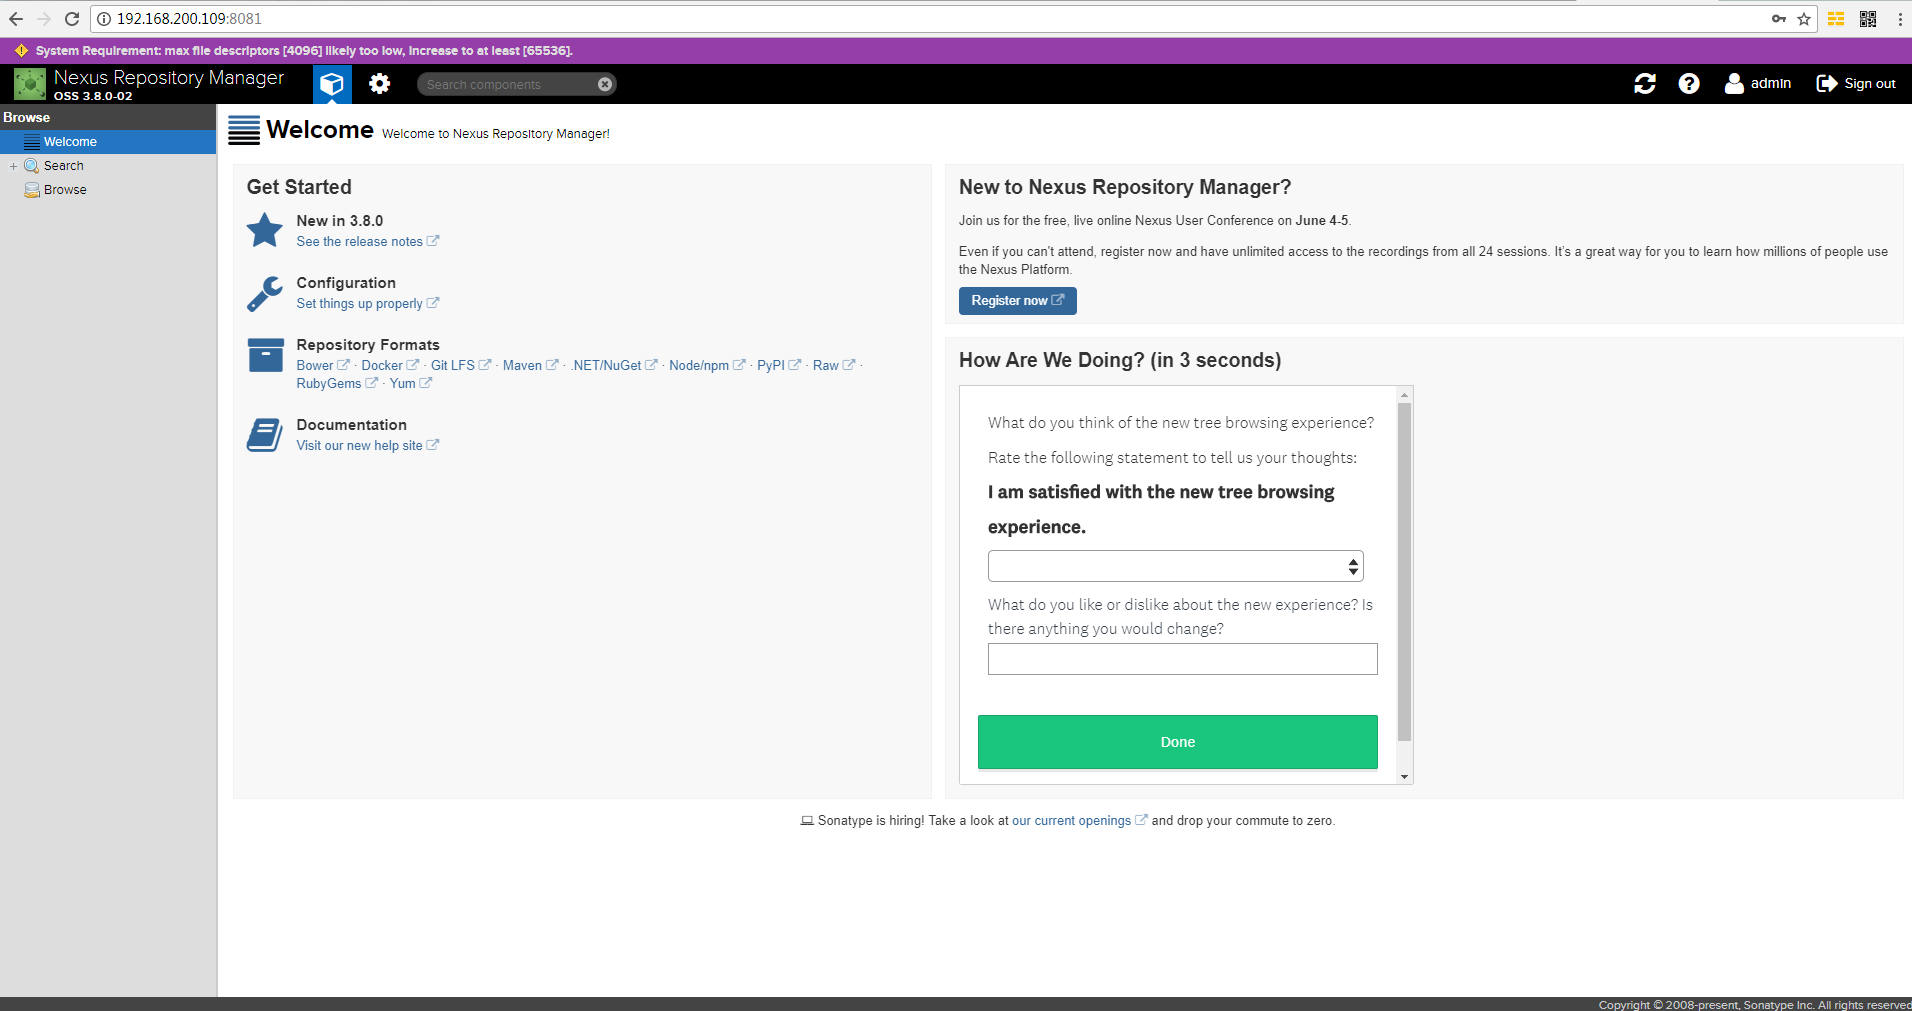 192.168.200.109:8081
System Requirement: max file descriptors [4096] likely too low, increase to at least [65536].
Nexus Repository Manager
OSS 3.8.0-02
Search components
admin
Sign out
Browse
Welcome
Search
Browse
Welcome Welcome to Nexus Repository Manager!
Get Started
New in 3.8.0
See the release notes
Configuration
Set things up properly
Repository Formats
Bower · Docker · Git LFS · Maven · .NET/NuGet · Node/npm · PyPI · Raw ·
RubyGems · Yum
Documentation
Visit our new help site
New to Nexus Repository Manager?
Join us for the free, live online Nexus User Conference on June 4-5.
Even if you can't attend, register now and have unlimited access to the recordings from all 24 sessions. It's a great way for you to learn how millions of people use
the Nexus Platform.
Register now
How Are We Doing? (in 3 seconds)
What do you think of the new tree browsing experience?
Rate the following statement to tell us your thoughts:
I am satisfied with the new tree browsing
experience.
What do you like or dislike about the new experience? Is
there anything you would change?
Done
Sonatype is hiring! Take a look at our current openings and drop your commute to zero.
Copyright © 2008-present, Sonatype Inc. All rights reserved